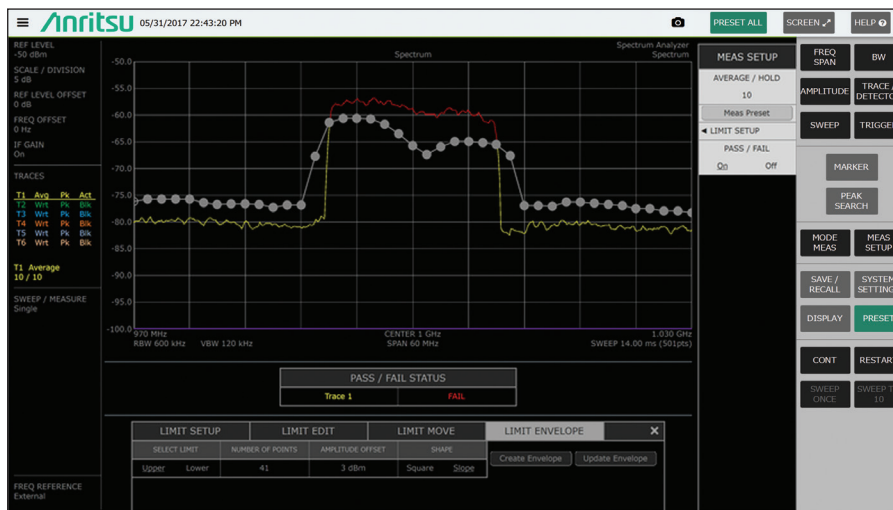 Anritsu 05/31/2017 22:43:20 PM
PRESET ALL
SCREEN
HELP
REF LEVEL
-50 dBm
SCALE / DIVISION
5 dB
REF LEVEL OFFSET
0 dB
FREQ OFFSET
0 Hz
IF GAIN
On
TRACES
T1 Avg Pk Act
T2 Wrt Pk Blk
T3 Wrt Pk Blk
T4 Wrt Pk Blk
T5 Wrt Pk Blk
T6 Wrt Pk Blk
T1 Average
10 / 10
SWEEP / MEASURE
Single
FREQ REFERENCE
External
Spectrum
Spectrum Analyzer
Spectrum
-50.0
-55.0
-60.0
-65.0
-70.0
-75.0
-80.0
-85.0
-90.0
-95.0
-100.0
970 MHz CENTER 1 GHz 1.030 GHz
RBW 600 kHz VBW 120 kHz SPAN 60 MHz SWEEP 14.00 ms (501pts)
PASS / FAIL STATUS
Trace 1 FAIL
LIMIT SETUP LIMIT EDIT LIMIT MOVE LIMIT ENVELOPE
SELECT LIMIT NUMBER OF POINTS AMPLITUDE OFFSET SHAPE
Upper Lower 41 3 dBm Square Slope
Create Envelope Update Envelope
MEAS SETUP
AVERAGE / HOLD
10
Meas Preset
LIMIT SETUP
PASS / FAIL
On Off
FREQ
SPAN
BW
AMPLITUDE
TRACE /
DETECTO
SWEEP
TRIGGE
MARKER
PEAK
SEARCH
MODE
MEAS
MEAS
SETUP
SAVE /
RECALL
SYSTEM
SETTING
DISPLAY
PRESET
CONT
RESTAR
SWEEP
ONCE
SWEEP T
10